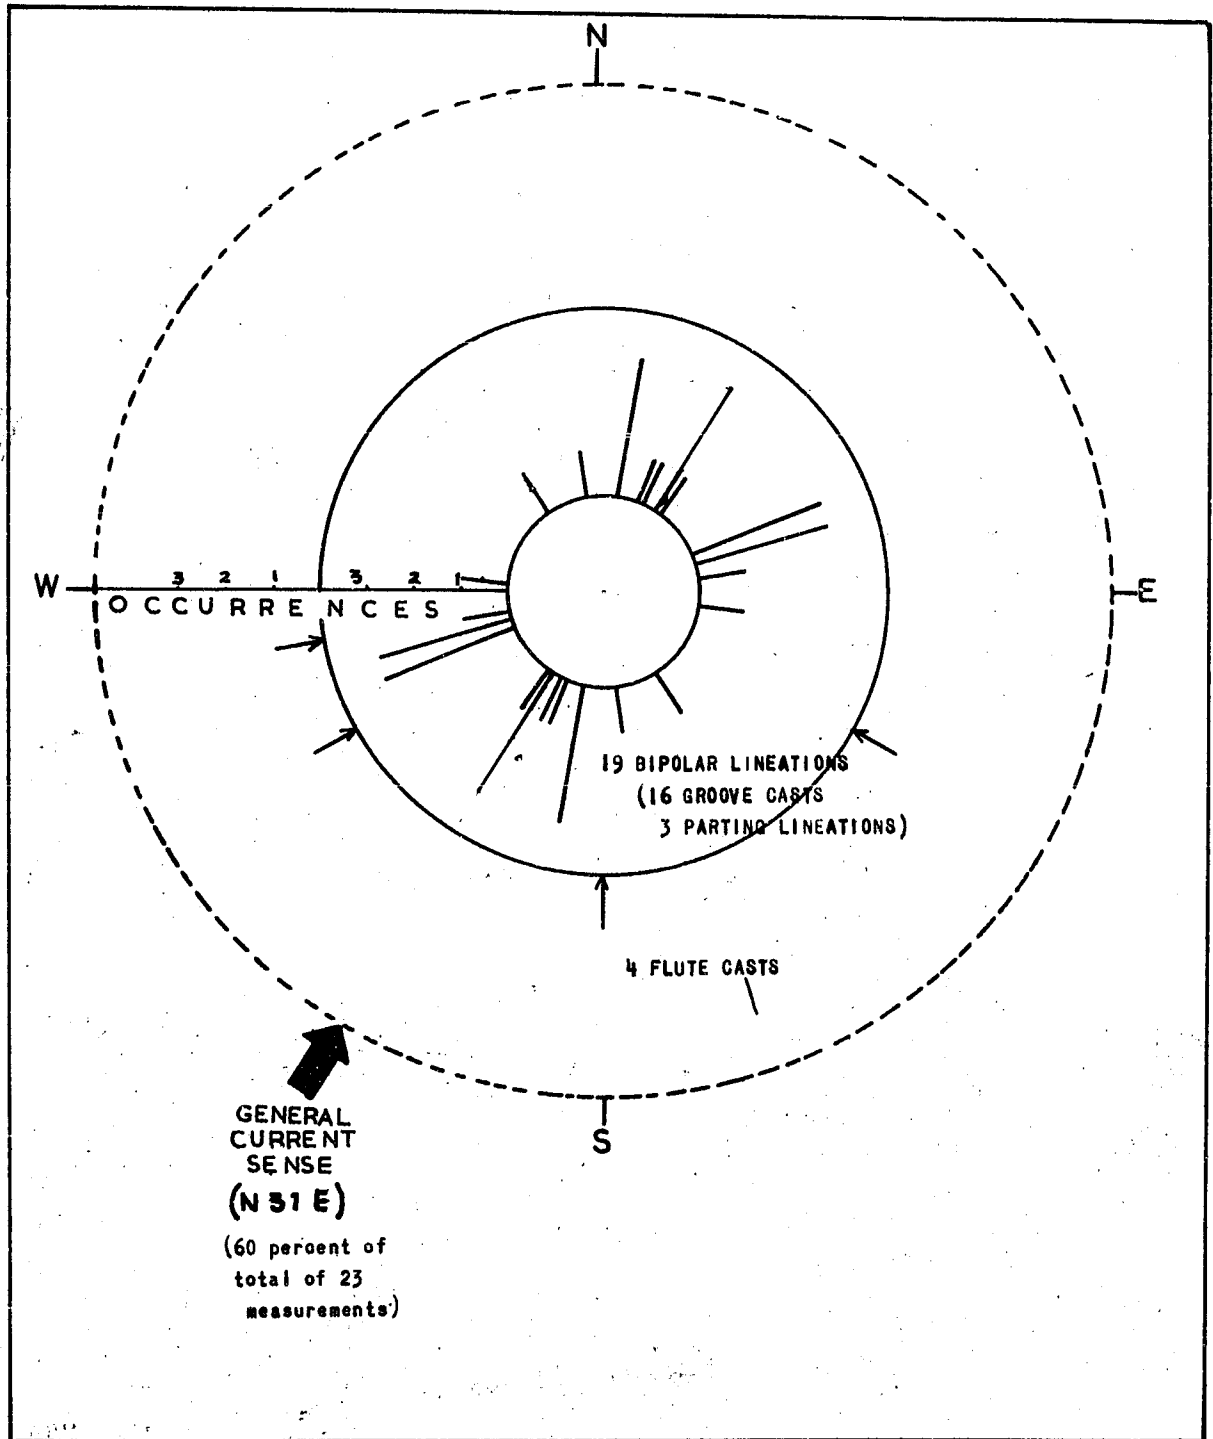 N
W
E
3 2 1 3 2 1
OCCURRENCES
19 BIPOLAR LINEATIONS
(16 GROOVE CASTS
3 PARTING LINEATIONS)
4 FLUTE CASTS
S
GENERAL
CURRENT
SENSE
(N 31 E)
(60 percent of
total of 23
measurements)